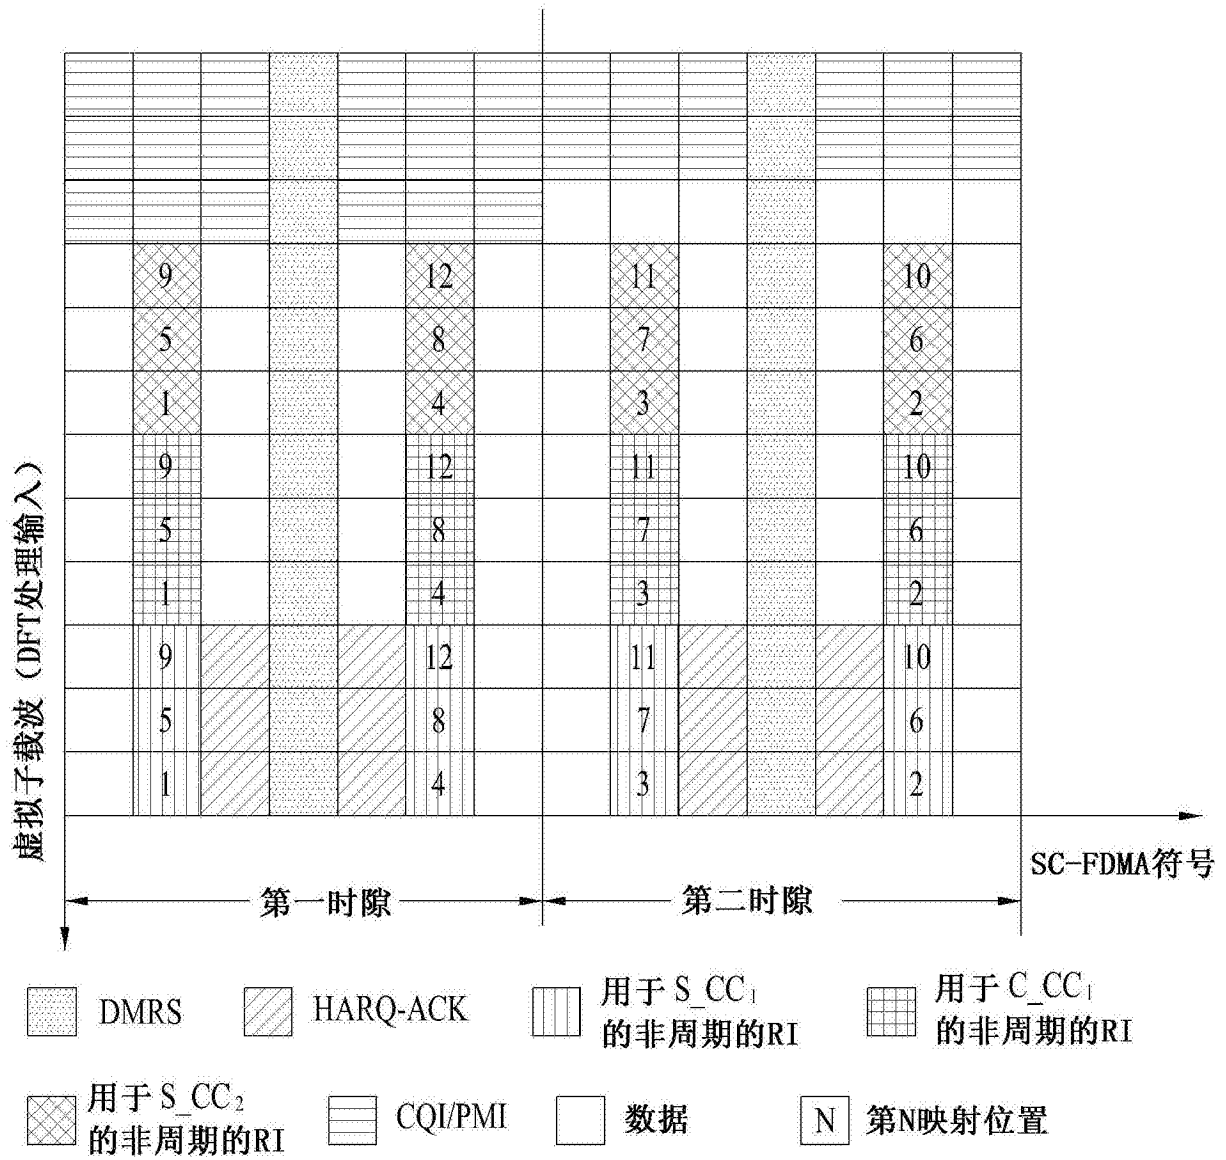 9 12 11 10
5 8 7 6
1 4 3 2
9 12 11 10
5 8 7 6
1 4 3 2
9 12 11 10
5 8 7 6
1 4 3 2
虚拟子载波（DFT处理输入）
SC-FDMA符号
第一时隙
第二时隙
DMRS
HARQ-ACK
用于 S_CC₁
的非周期的RI
用于 C_CC₁
的非周期的RI
用于 S_CC₂
的非周期的RI
CQI/PMI
数据
N
第N映射位置